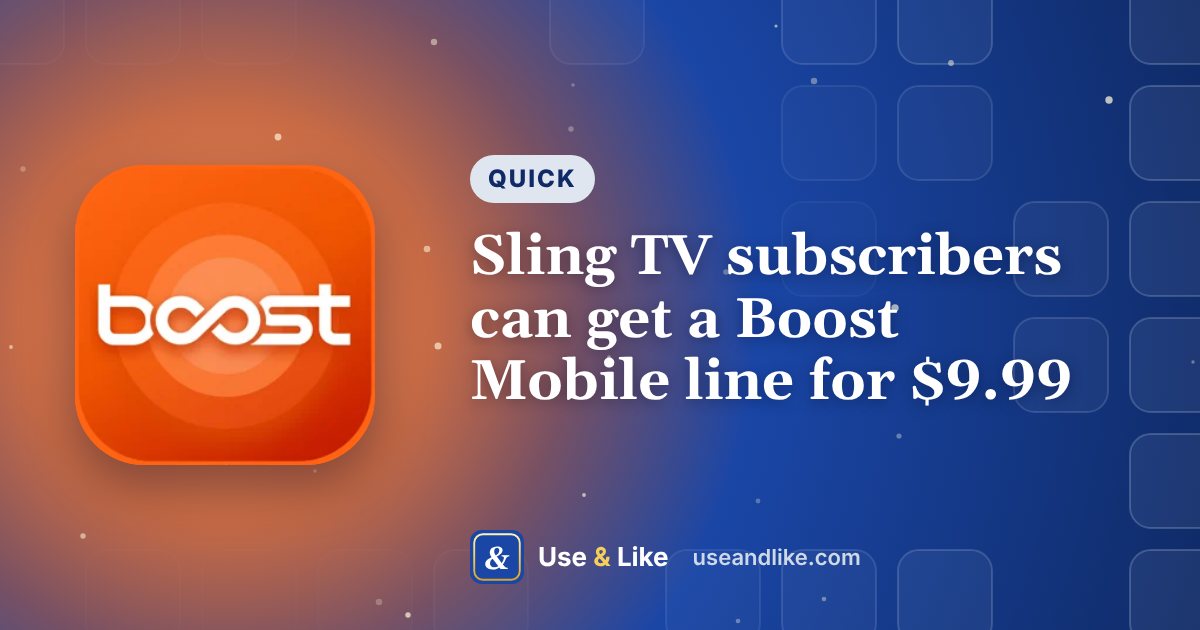 boost
QUICK
Sling TV subscribers
can get a Boost
Mobile line for $9.99
& Use & Like useandlike.com